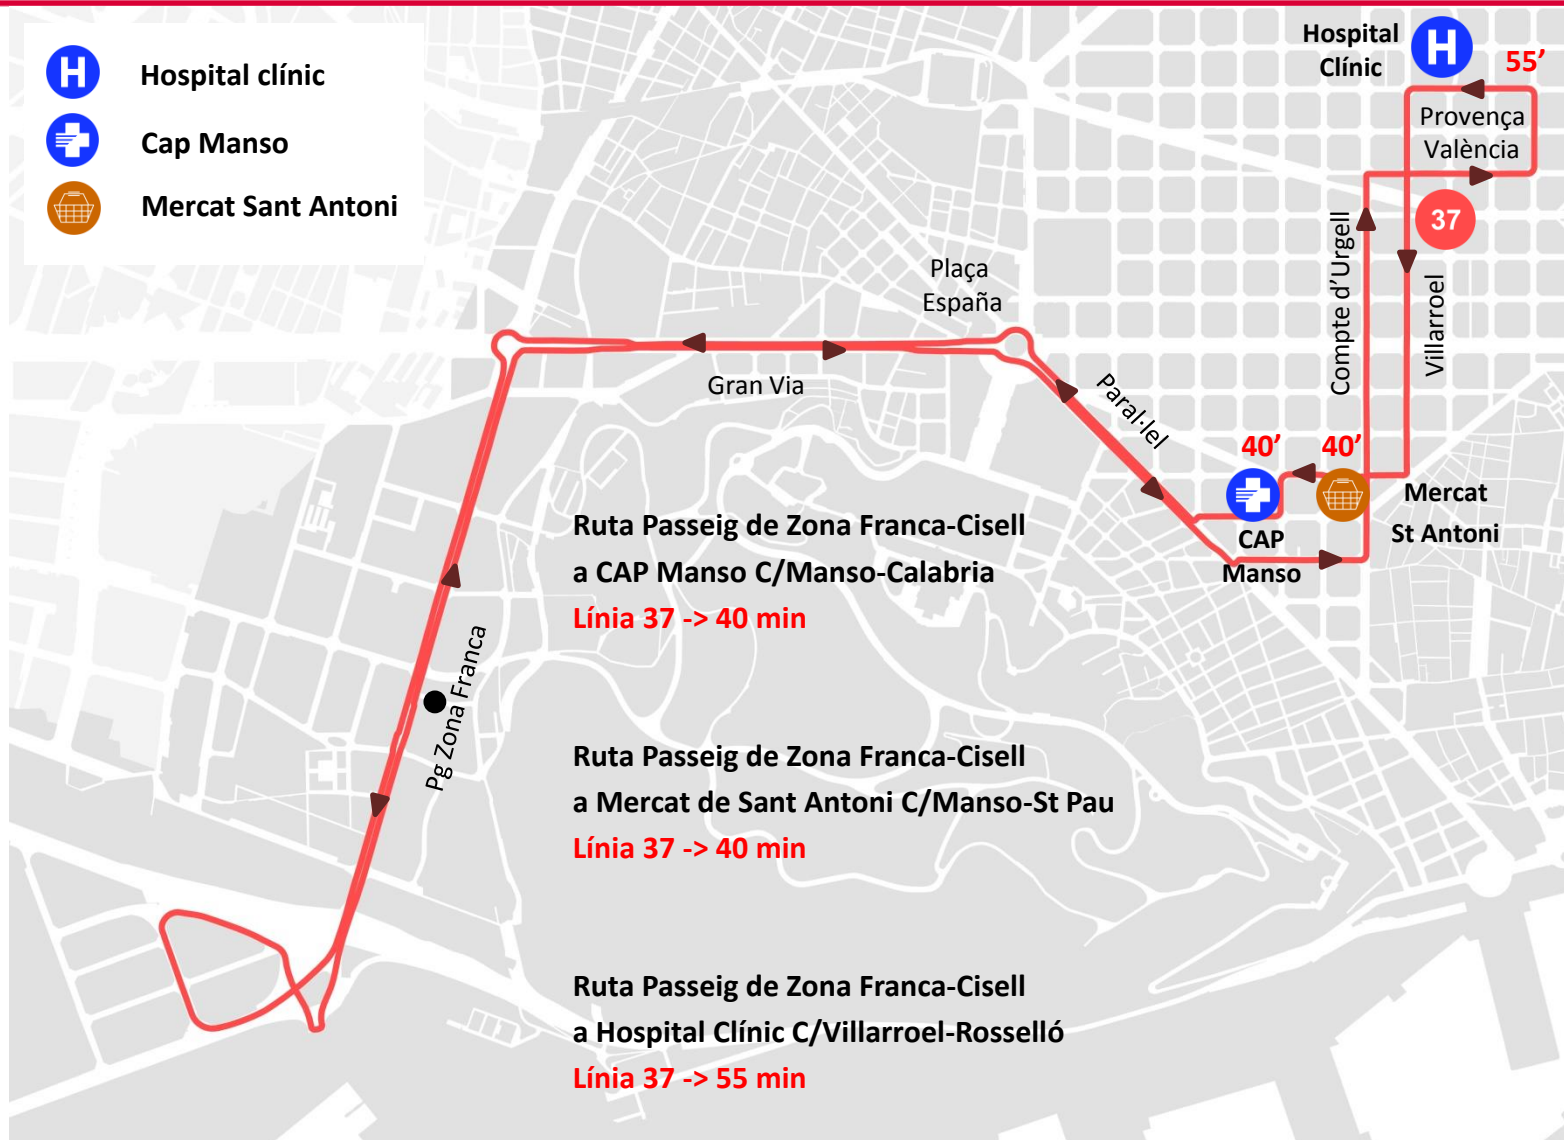 Hospital clínic
Cap Manso
Mercat Sant Antoni
Hospital
Clínic
H
H
55’
Provença
València
37
Compte d’Urgell
Villarroel
Plaça
España
Gran Via
Paral·lel
40’
40’
Mercat
St Antoni
CAP
Manso
Pg Zona Franca
Ruta Passeig de Zona Franca-Cisell
a CAP Manso C/Manso-Calabria
Línia 37 -> 40 min
Ruta Passeig de Zona Franca-Cisell
a Mercat de Sant Antoni C/Manso-St Pau
Línia 37 -> 40 min
Ruta Passeig de Zona Franca-Cisell
a Hospital Clínic C/Villarroel-Rosselló
Línia 37 -> 55 min